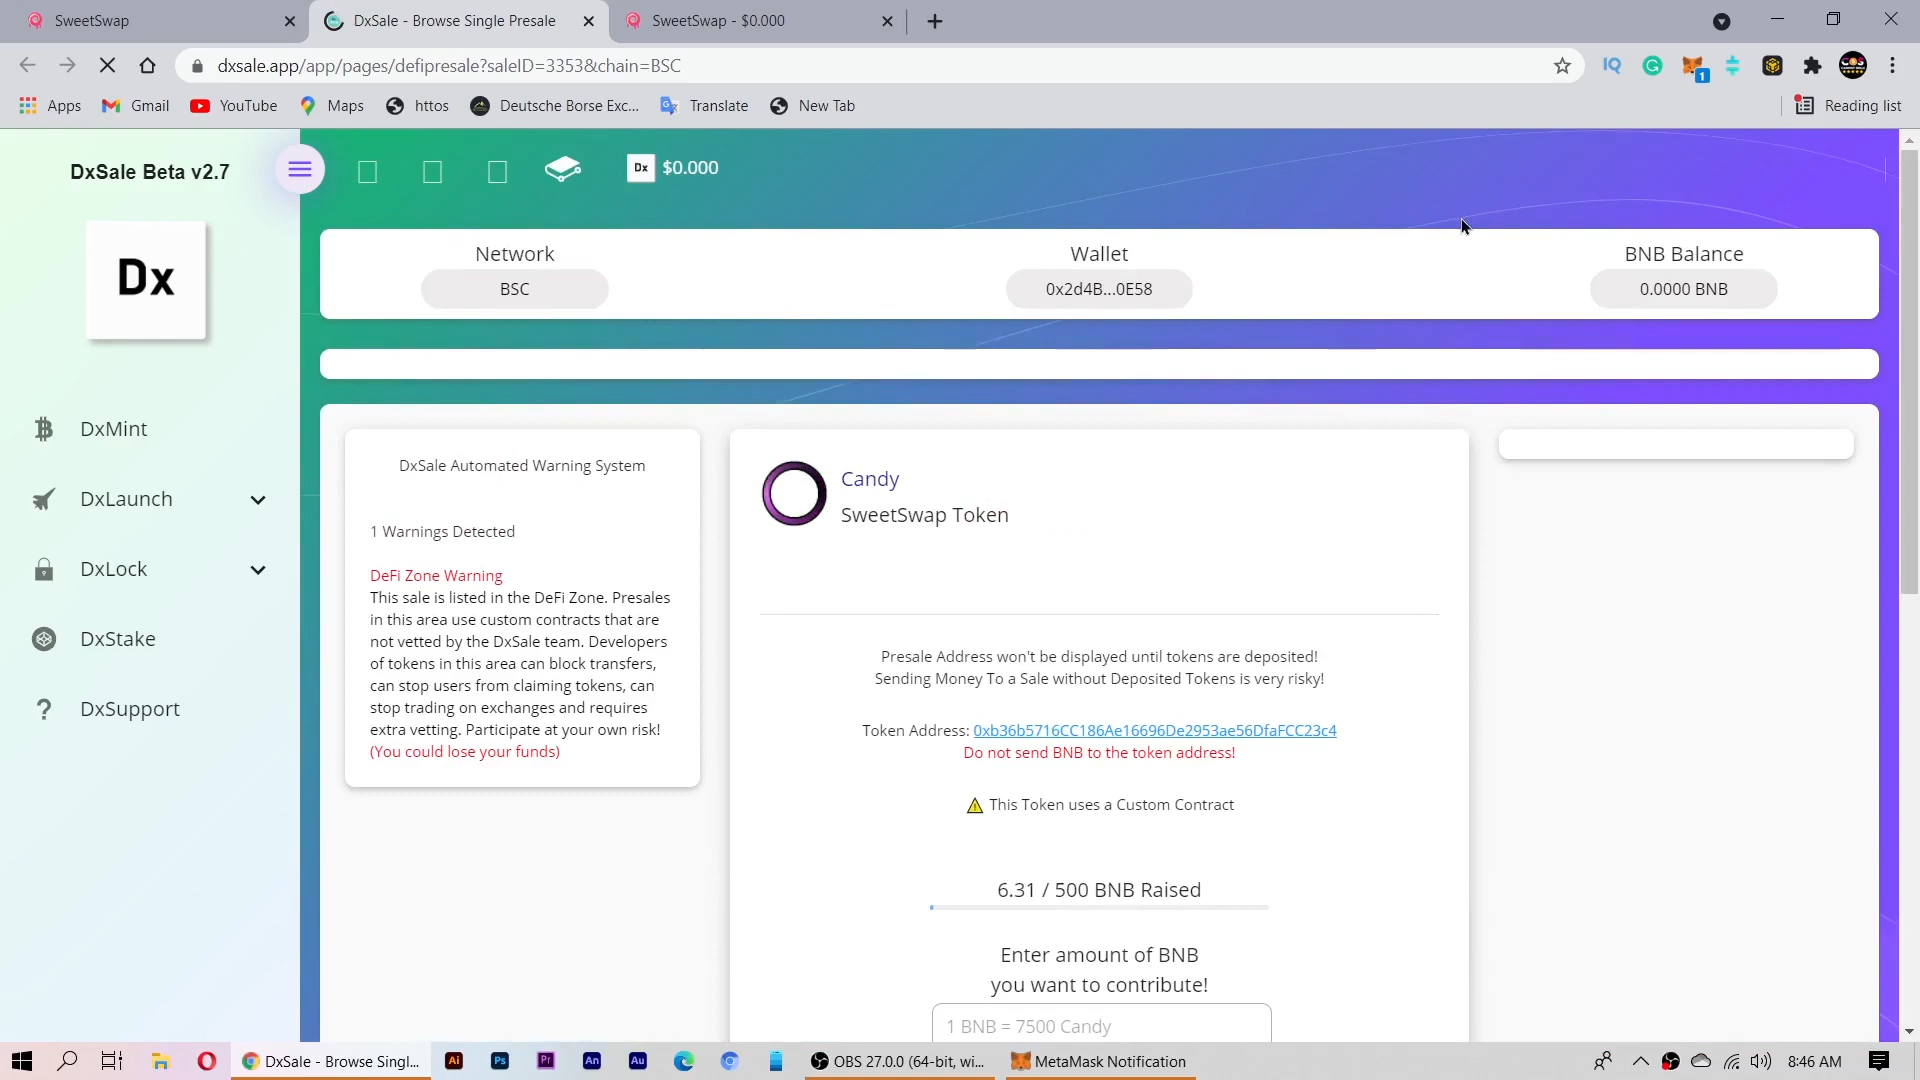 SweetSwap
DxSale - Browse Single Presale
SweetSwap - $0.000
dxsale.app/app/pages/defipresale?saleID=3353&chain=BSC
IQ
1
Apps
Gmail
YouTube
Maps
httos
Deutsche Borse Exc...
Translate
New Tab
Reading list
DxSale Beta v2.7
Dx
DxMint
DxLaunch
DxLock
DxStake
DxSupport
Dx $0.000
Network
BSC
Wallet
0x2d4B...0E58
BNB Balance
0.0000 BNB
DxSale Automated Warning System
1 Warnings Detected
DeFi Zone Warning
This sale is listed in the DeFi Zone. Presales
in this area use custom contracts that are
not vetted by the DxSale team. Developers
of tokens in this area can block transfers,
can stop users from claiming tokens, can
stop trading on exchanges and requires
extra vetting. Participate at your own risk!
(You could lose your funds)
Candy
SweetSwap Token
Presale Address won't be displayed until tokens are deposited!
Sending Money To a Sale without Deposited Tokens is very risky!
Token Address: 0xb36b5716CC186Ae16696De2953ae56DfaFCC23c4
Do not send BNB to the token address!
This Token uses a Custom Contract
6.31 / 500 BNB Raised
Enter amount of BNB
you want to contribute!
1 BNB = 7500 Candy
DxSale - Browse Singl...
Ai
Ps
Pr
An
Au
OBS 27.0.0 (64-bit, wi...
MetaMask Notification
8:46 AM